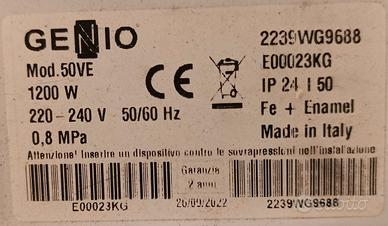 GENIO
2239WG9688
Mod.50VE
E00023KG
1200 W
CE
IP 24 I 50
220-240 V 50/60 Hz
Fe + Enamel
0,8 MPa
Made in Italy
Attenzione! Inserire un dispositivo contro le sovrapressioni nell'installazione
Garanzia
2 anni
E00023KG
26/09/2022
2239WG9688
subito